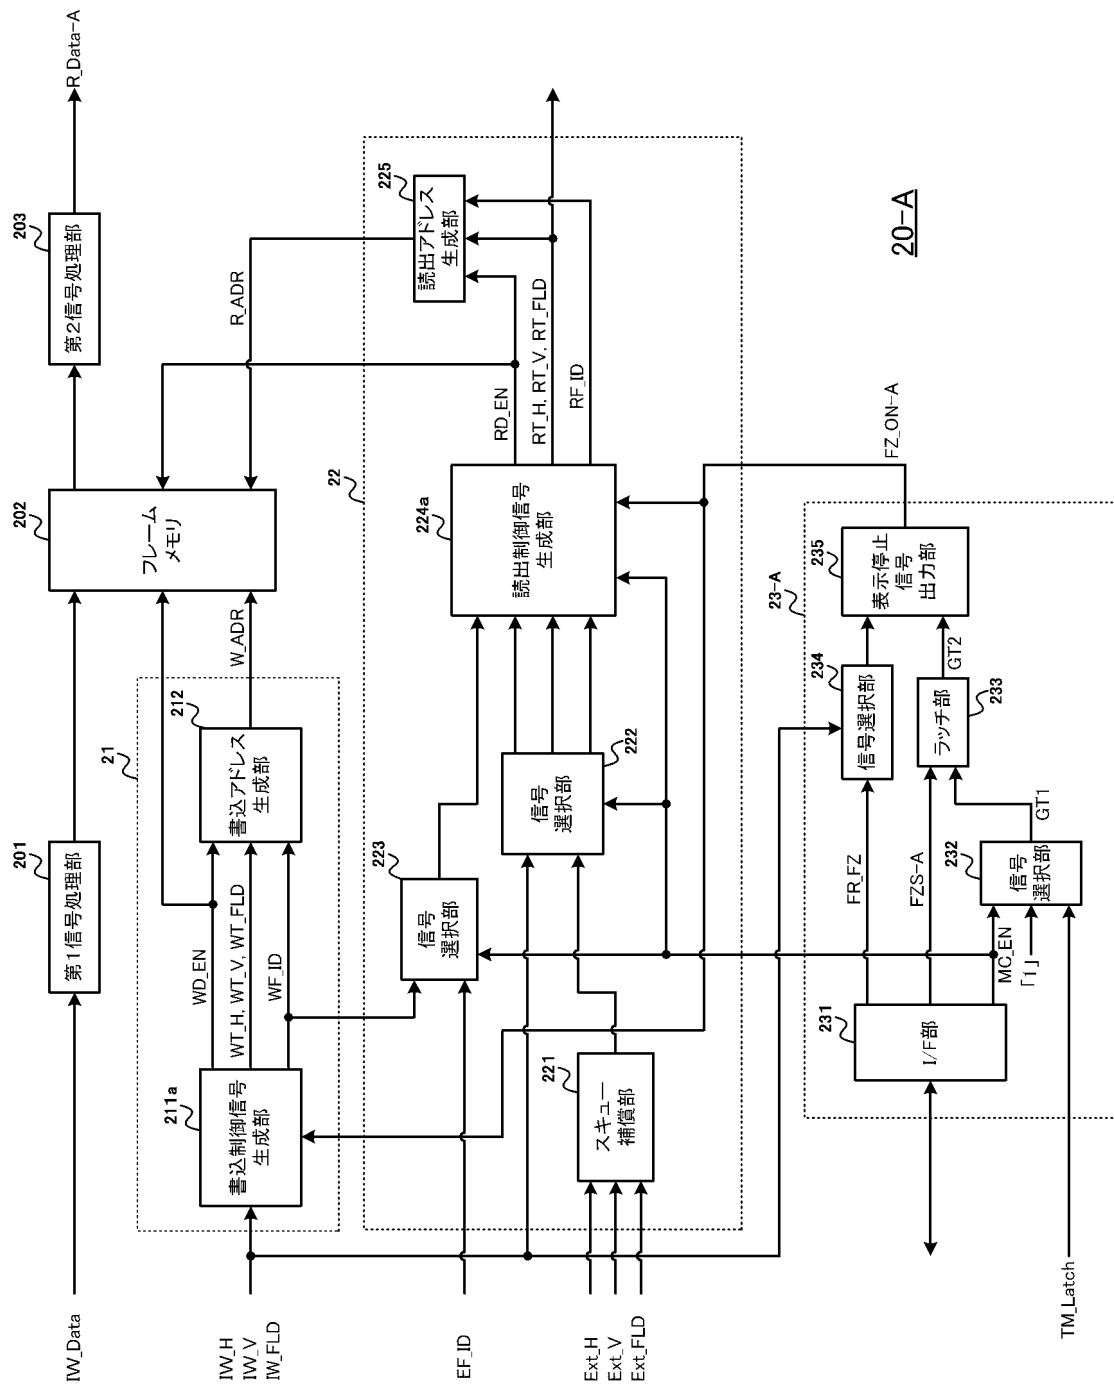 IW_Data
201
第1信号処理部
202
フレーム
メモリ
203
第2信号処理部
R_Data-A
IW_H
IW_V
IW_FLD
211a
書込制御信号
生成部
WD_EN
WT_H, WT_V, WT_FLD
WF_ID
21
212
書込アドレス
生成部
W_ADR
R_ADR
EF_ID
223
信号
選択部
22
224a
読出制御信号
生成部
RD_EN
RT_H, RT_V, RT_FLD
RF_ID
225
読出アドレス
生成部
Ext_H
Ext_V
Ext_FLD
221
スキュー
補償部
222
信号
選択部
FZ_ON-A
20-A
23-A
231
I/F部
FR_FZ
FZS-A
MC_EN
「1」
232
信号
選択部
GT1
233
ラッチ部
234
信号選択部
GT2
235
表示停止
信号
出力部
TM_Latch